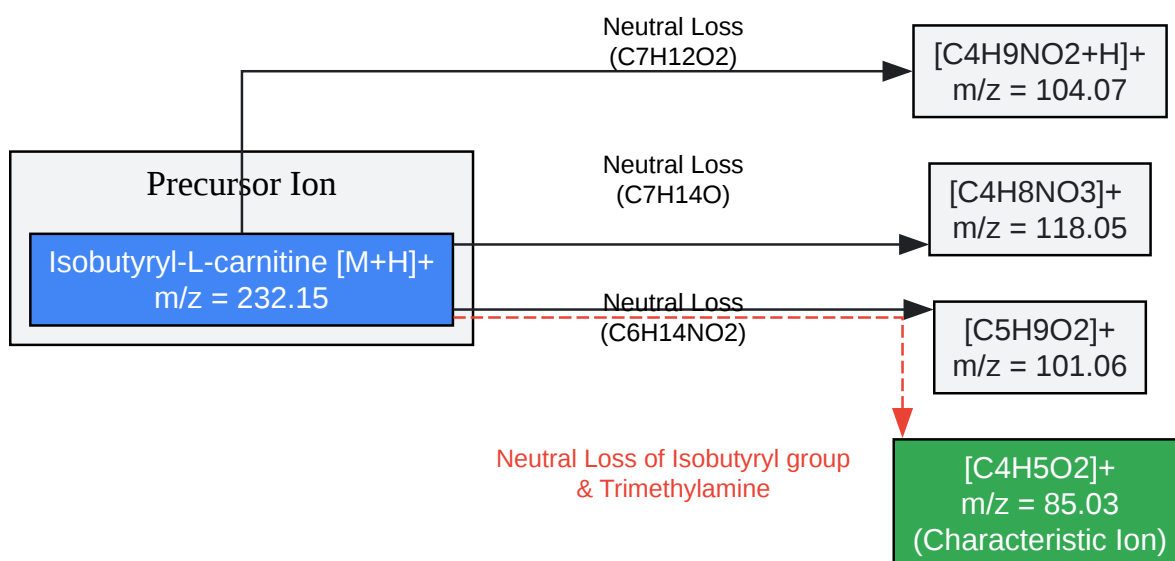 Neutral Loss
(C7H12O2)
[C4H9NO2+H]+
m/z = 104.07
Precursor Ion
Neutral Loss
(C7H14O)
[C4H8NO3]+
m/z = 118.05
Isobutyryl-L-carnitine [M+H]+
m/z = 232.15
Neutral Loss
(C6H14NO2)
[C5H9O2]+
m/z = 101.06
Neutral Loss of Isobutyryl group
& Trimethylamine
[C4H5O2]+
m/z = 85.03
(Characteristic Ion)